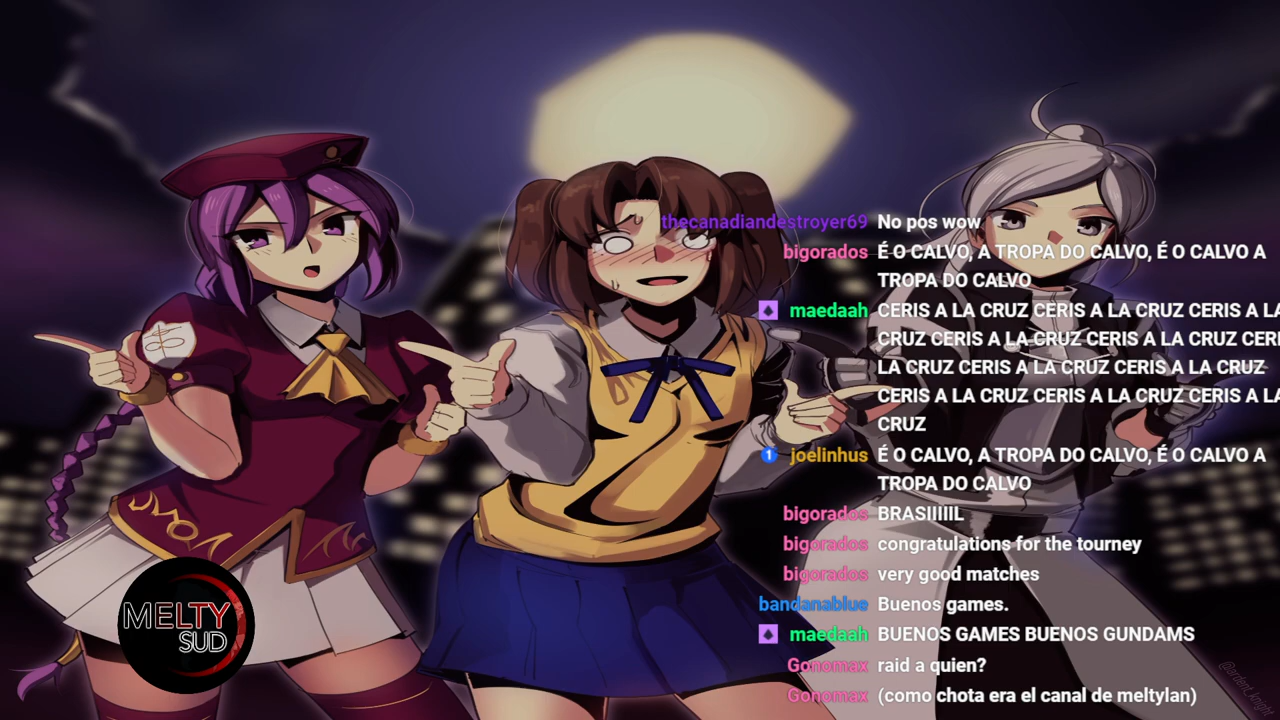 thecanadiandestroyer69 No pos wow
bigorados É O CALVO, A TROPA DO CALVO, É O CALVO A
TROPA DO CALVO
maedaah CERIS A LA CRUZ CERIS A LA CRUZ CERIS A LA
CRUZ CERIS A LA CRUZ CERIS A LA CRUZ CERI
LA CRUZ CERIS A LA CRUZ CERIS A LA CRUZ
CERIS A LA CRUZ CERIS A LA CRUZ CERIS A LA
CRUZ
1 joelinhus É O CALVO, A TROPA DO CALVO, É O CALVO A
TROPA DO CALVO
bigorados BRASIIIIIL
bigorados congratulations for the tourney
bigorados very good matches
bandanablue Buenos games.
maedaah BUENOS GAMES BUENOS GUNDAMS
Gonomax raid a quien?
Gonomax (como chota era el canal de meltylan)
MELTY
SUD
@ardent_knight